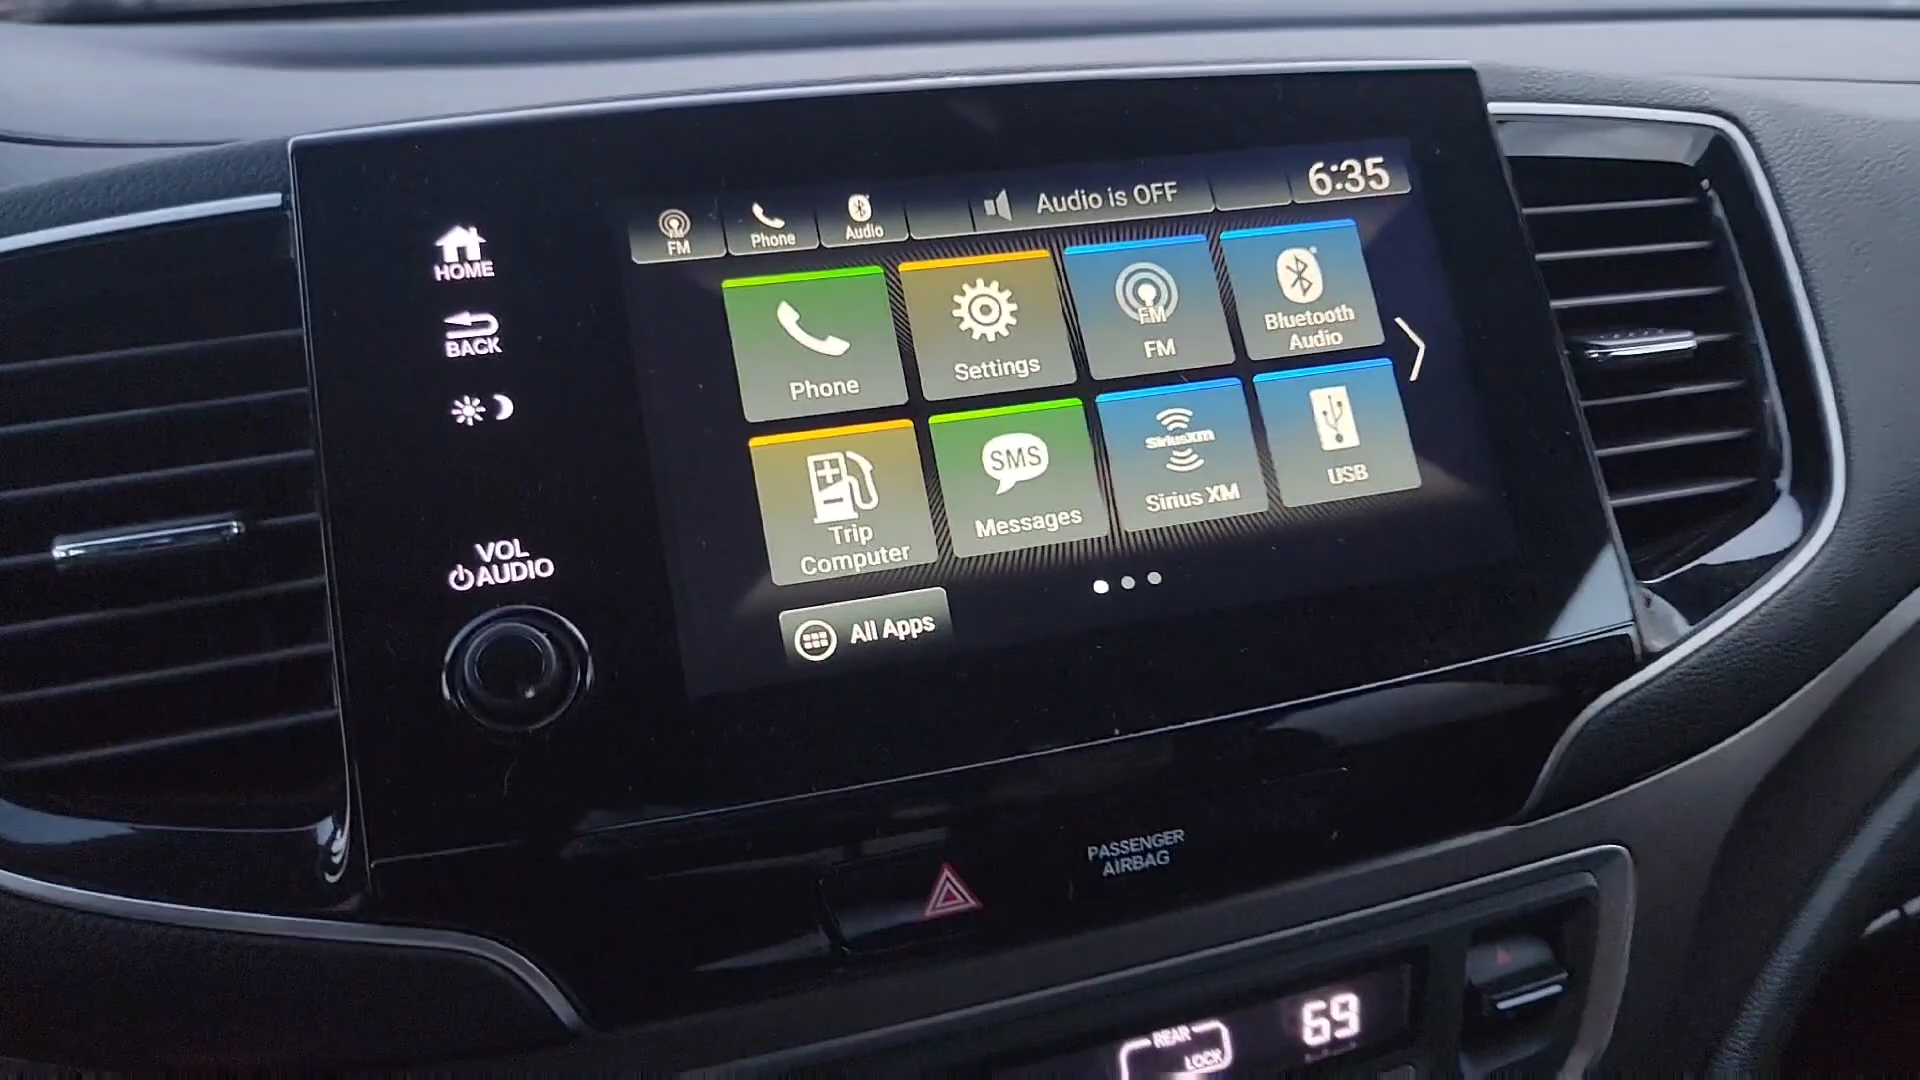 HOME
BACK
VOL
AUDIO
FM
FM
Phone
Audio
Audio is OFF
6:35
Phone
Settings
FM
FM
Bluetooth
Audio
Trip
Computer
SMS
Messages
SiriusXM
Sirius XM
USB
All Apps
PASSENGER
AIRBAG
REAR
LOCK
69